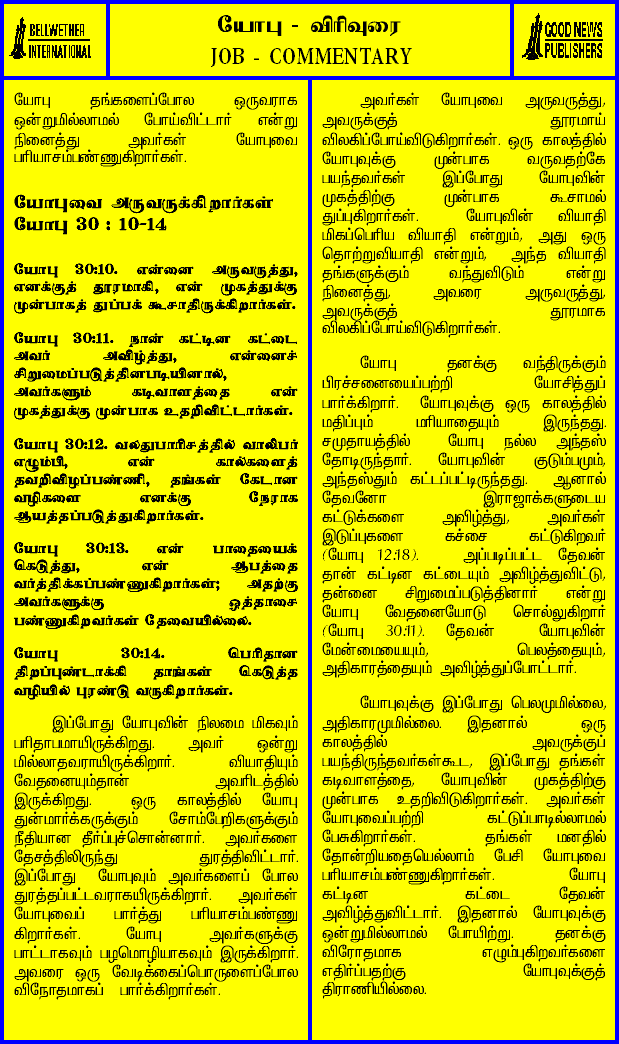 BELLWETHER
INTERNATIONAL
யோபு - விரிவுரை
JOB - COMMENTARY
GOOD NEWS
PUBLISHERS
யோபு தங்களைப்போல ஒருவராக
ஒன்றுமில்லாமல் போய்விட்டார் என்று
நினைத்து அவர்கள் யோபுவை
பரியாசம்பண்ணுகிறார்கள்.
யோபுவை அருவருக்கிறார்கள்
யோபு 30 : 10-14
யோபு 30:10. என்னை அருவருத்து,
எனக்குத் தூரமாகி, என் முகத்துக்கு
முன்பாகத் துப்பக் கூசாதிருக்கிறார்கள்.
யோபு 30:11. நான் கட்டின கட்டை
அவர் அவிழ்த்து, என்னைச்
சிறுமைப்படுத்தினபடியினால்,
அவர்களும் கடிவாளத்தை என்
முகத்துக்கு முன்பாக உதறிவிட்டார்கள்.
யோபு 30:12. வலதுபாரிசத்தில் வாலிபர்
எழும்பி, என் கால்களைத்
தவறிவிழப்பண்ணி, தங்கள் கேடான
வழிகளை எனக்கு நேராக
ஆயத்தப்படுத்துகிறார்கள்.
யோபு 30:13. என் பாதையைக்
கெடுத்து, என் ஆபத்தை
வர்த்திக்கப்பண்ணுகிறார்கள்; அதற்கு
அவர்களுக்கு ஒத்தாசை
பண்ணுகிறவர்கள் தேவையில்லை.
யோபு 30:14. பெரிதான
திறப்புண்டாக்கி தாங்கள் கெடுத்த
வழியில் புரண்டு வருகிறார்கள்.
இப்போது யோபுவின் நிலமை மிகவும்
பரிதாபமாயிருக்கிறது. அவர் ஒன்று
மில்லாதவராயிருக்கிறார். வியாதியும்
வேதனையும்தான் அவரிடத்தில்
இருக்கிறது. ஒரு காலத்தில் யோபு
துன்மார்க்கருக்கும் சோம்பேறிகளுக்கும்
நீதியான தீர்ப்புச்சொன்னார். அவர்களை
தேசத்திலிருந்து துரத்திவிட்டார்.
இப்போது யோபுவும் அவர்களைப் போல
துரத்தப்பட்டவராகயிருக்கிறார். அவர்கள்
யோபுவைப் பார்த்து பரியாசம்பண்ணு
கிறார்கள். யோபு அவர்களுக்கு
பாட்டாகவும் பழமொழியாகவும் இருக்கிறார்.
அவரை ஒரு வேடிக்கைப்பொருளைப்போல
விநோதமாகப் பார்க்கிறார்கள்.
அவர்கள் யோபுவை அருவருத்து,
அவருக்குத் தூரமாய்
விலகிப்போய்விடுகிறார்கள். ஒரு காலத்தில்
யோபுவுக்கு முன்பாக வருவதற்கே
பயந்தவர்கள் இப்போது யோபுவின்
முகத்திற்கு முன்பாக கூசாமல்
துப்புகிறார்கள். யோபுவின் வியாதி
மிகப்பெரிய வியாதி என்றும், அது ஒரு
தொற்றுவியாதி என்றும், அந்த வியாதி
தங்களுக்கும் வந்துவிடும் என்று
நினைத்து, அவரை அருவருத்து,
அவருக்குத் தூரமாக
விலகிப்போய்விடுகிறார்கள்.
யோபு தனக்கு வந்திருக்கும்
பிரச்சனையைப்பற்றி யோசித்துப்
பார்க்கிறார். யோபுவுக்கு ஒரு காலத்தில்
மதிப்பும் மரியாதையும் இருந்தது.
சமுதாயத்தில் யோபு நல்ல அந்தஸ்
தோடிருந்தார். யோபுவின் குடும்பமும்,
அந்தஸ்தும் கட்டப்பட்டிருந்தது. ஆனால்
தேவனோ இராஜாக்களுடைய
கட்டுக்களை அவிழ்த்து, அவர்கள்
இடுப்புகளை கச்சை கட்டுகிறவர்
(யோபு 12:18). அப்படிப்பட்ட தேவன்
தான் கட்டின கட்டையும் அவிழ்த்துவிட்டு,
தன்னை சிறுமைப்படுத்தினார் என்று
யோபு வேதனையோடு சொல்லுகிறார்
(யோபு 30:11). தேவன் யோபுவின்
மேன்மையையும், பெலத்தையும்,
அதிகாரத்தையும் அவிழ்த்துப்போட்டார்.
யோபுவுக்கு இப்போது பெலமுமில்லை,
அதிகாரமுமில்லை. இதனால் ஒரு
காலத்தில் அவருக்குப்
பயந்திருந்தவர்கள்கூட, இப்போது தங்கள்
கடிவாளத்தை, யோபுவின் முகத்திற்கு
முன்பாக உதறிவிடுகிறார்கள். அவர்கள்
யோபுவைப்பற்றி கட்டுப்பாடில்லாமல்
பேசுகிறார்கள். தங்கள் மனதில்
தோன்றியதையெல்லாம் பேசி யோபுவை
பரியாசம்பண்ணுகிறார்கள். யோபு
கட்டின கட்டை தேவன்
அவிழ்த்துவிட்டார். இதனால் யோபுவுக்கு
ஒன்றுமில்லாமல் போயிற்று. தனக்கு
விரோதமாக எழும்புகிறவர்களை
எதிர்ப்பதற்கு யோபுவுக்குத்
திராணியில்லை.